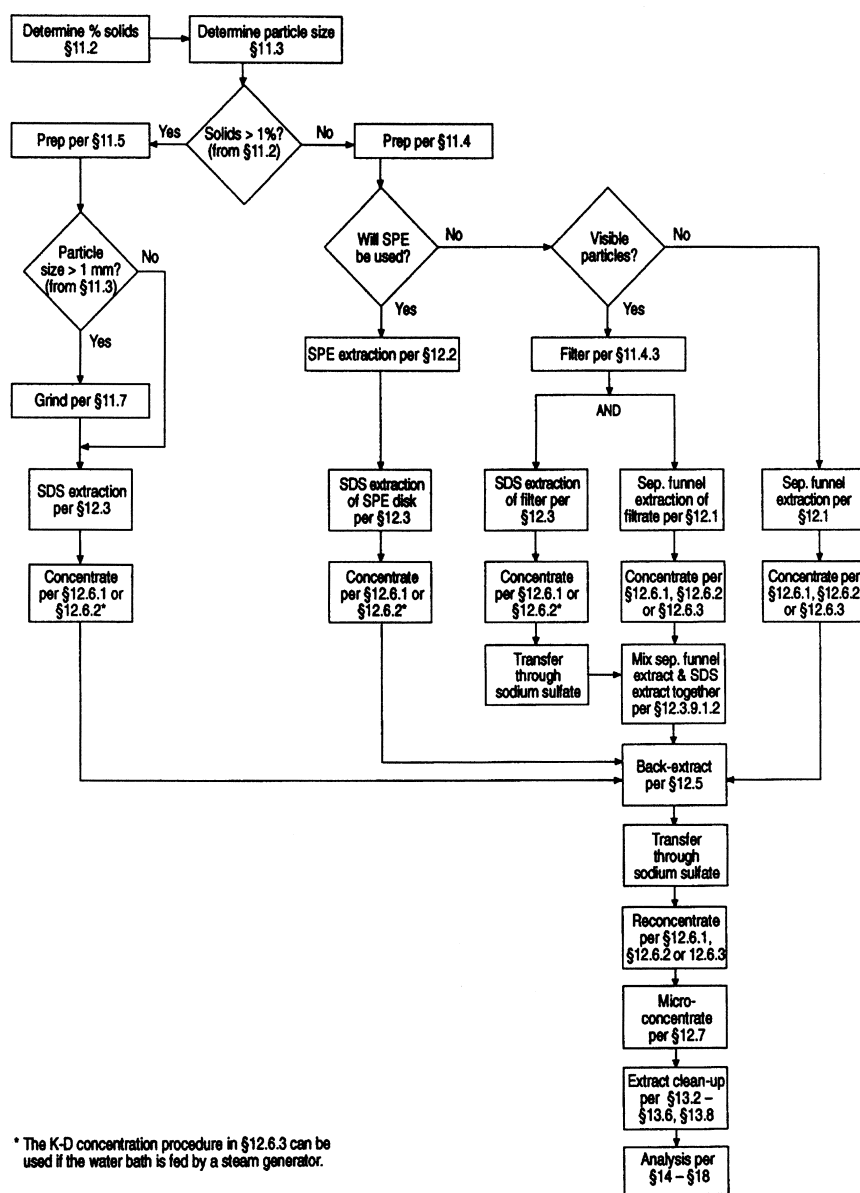 Determine % solids
§11.2
Determine particle size
§11.3
Solids > 1%?
(from §11.2)
Yes
No
Prep per §11.5
Prep per §11.4
Particle
size > 1 mm?
(from §11.3)
No
Yes
Will SPE
be used?
No
Yes
Visible
particles?
No
Yes
Grind per §11.7
SPE extraction per §12.2
Filter per §11.4.3
AND
SDS extraction
per §12.3
SDS extraction
of SPE disk
per §12.3
SDS extraction
of filter per
§12.3
Sep. funnel
extraction of
filtrate per §12.1
Sep. funnel
extraction per
§12.1
Concentrate
per §12.6.1 or
§12.6.2*
Concentrate
per §12.6.1 or
§12.6.2*
Concentrate
per §12.6.1 or
§12.6.2*
Concentrate per
§12.6.1, §12.6.2
or §12.6.3
Concentrate per
§12.6.1, §12.6.2
or §12.6.3
Transfer
through
sodium sulfate
Mix sep. funnel
extract & SDS
extract together
per §12.3.9.1.2
Back-extract
per §12.5
Transfer
through
sodium sulfate
Reconcentrate
per §12.6.1,
§12.6.2 or 12.6.3
Micro-
concentrate
per §12.7
Extract clean-up
per §13.2 –
§13.6, §13.8
Analysis per
§14 – §18
* The K-D concentration procedure in §12.6.3 can be
used if the water bath is fed by a steam generator.